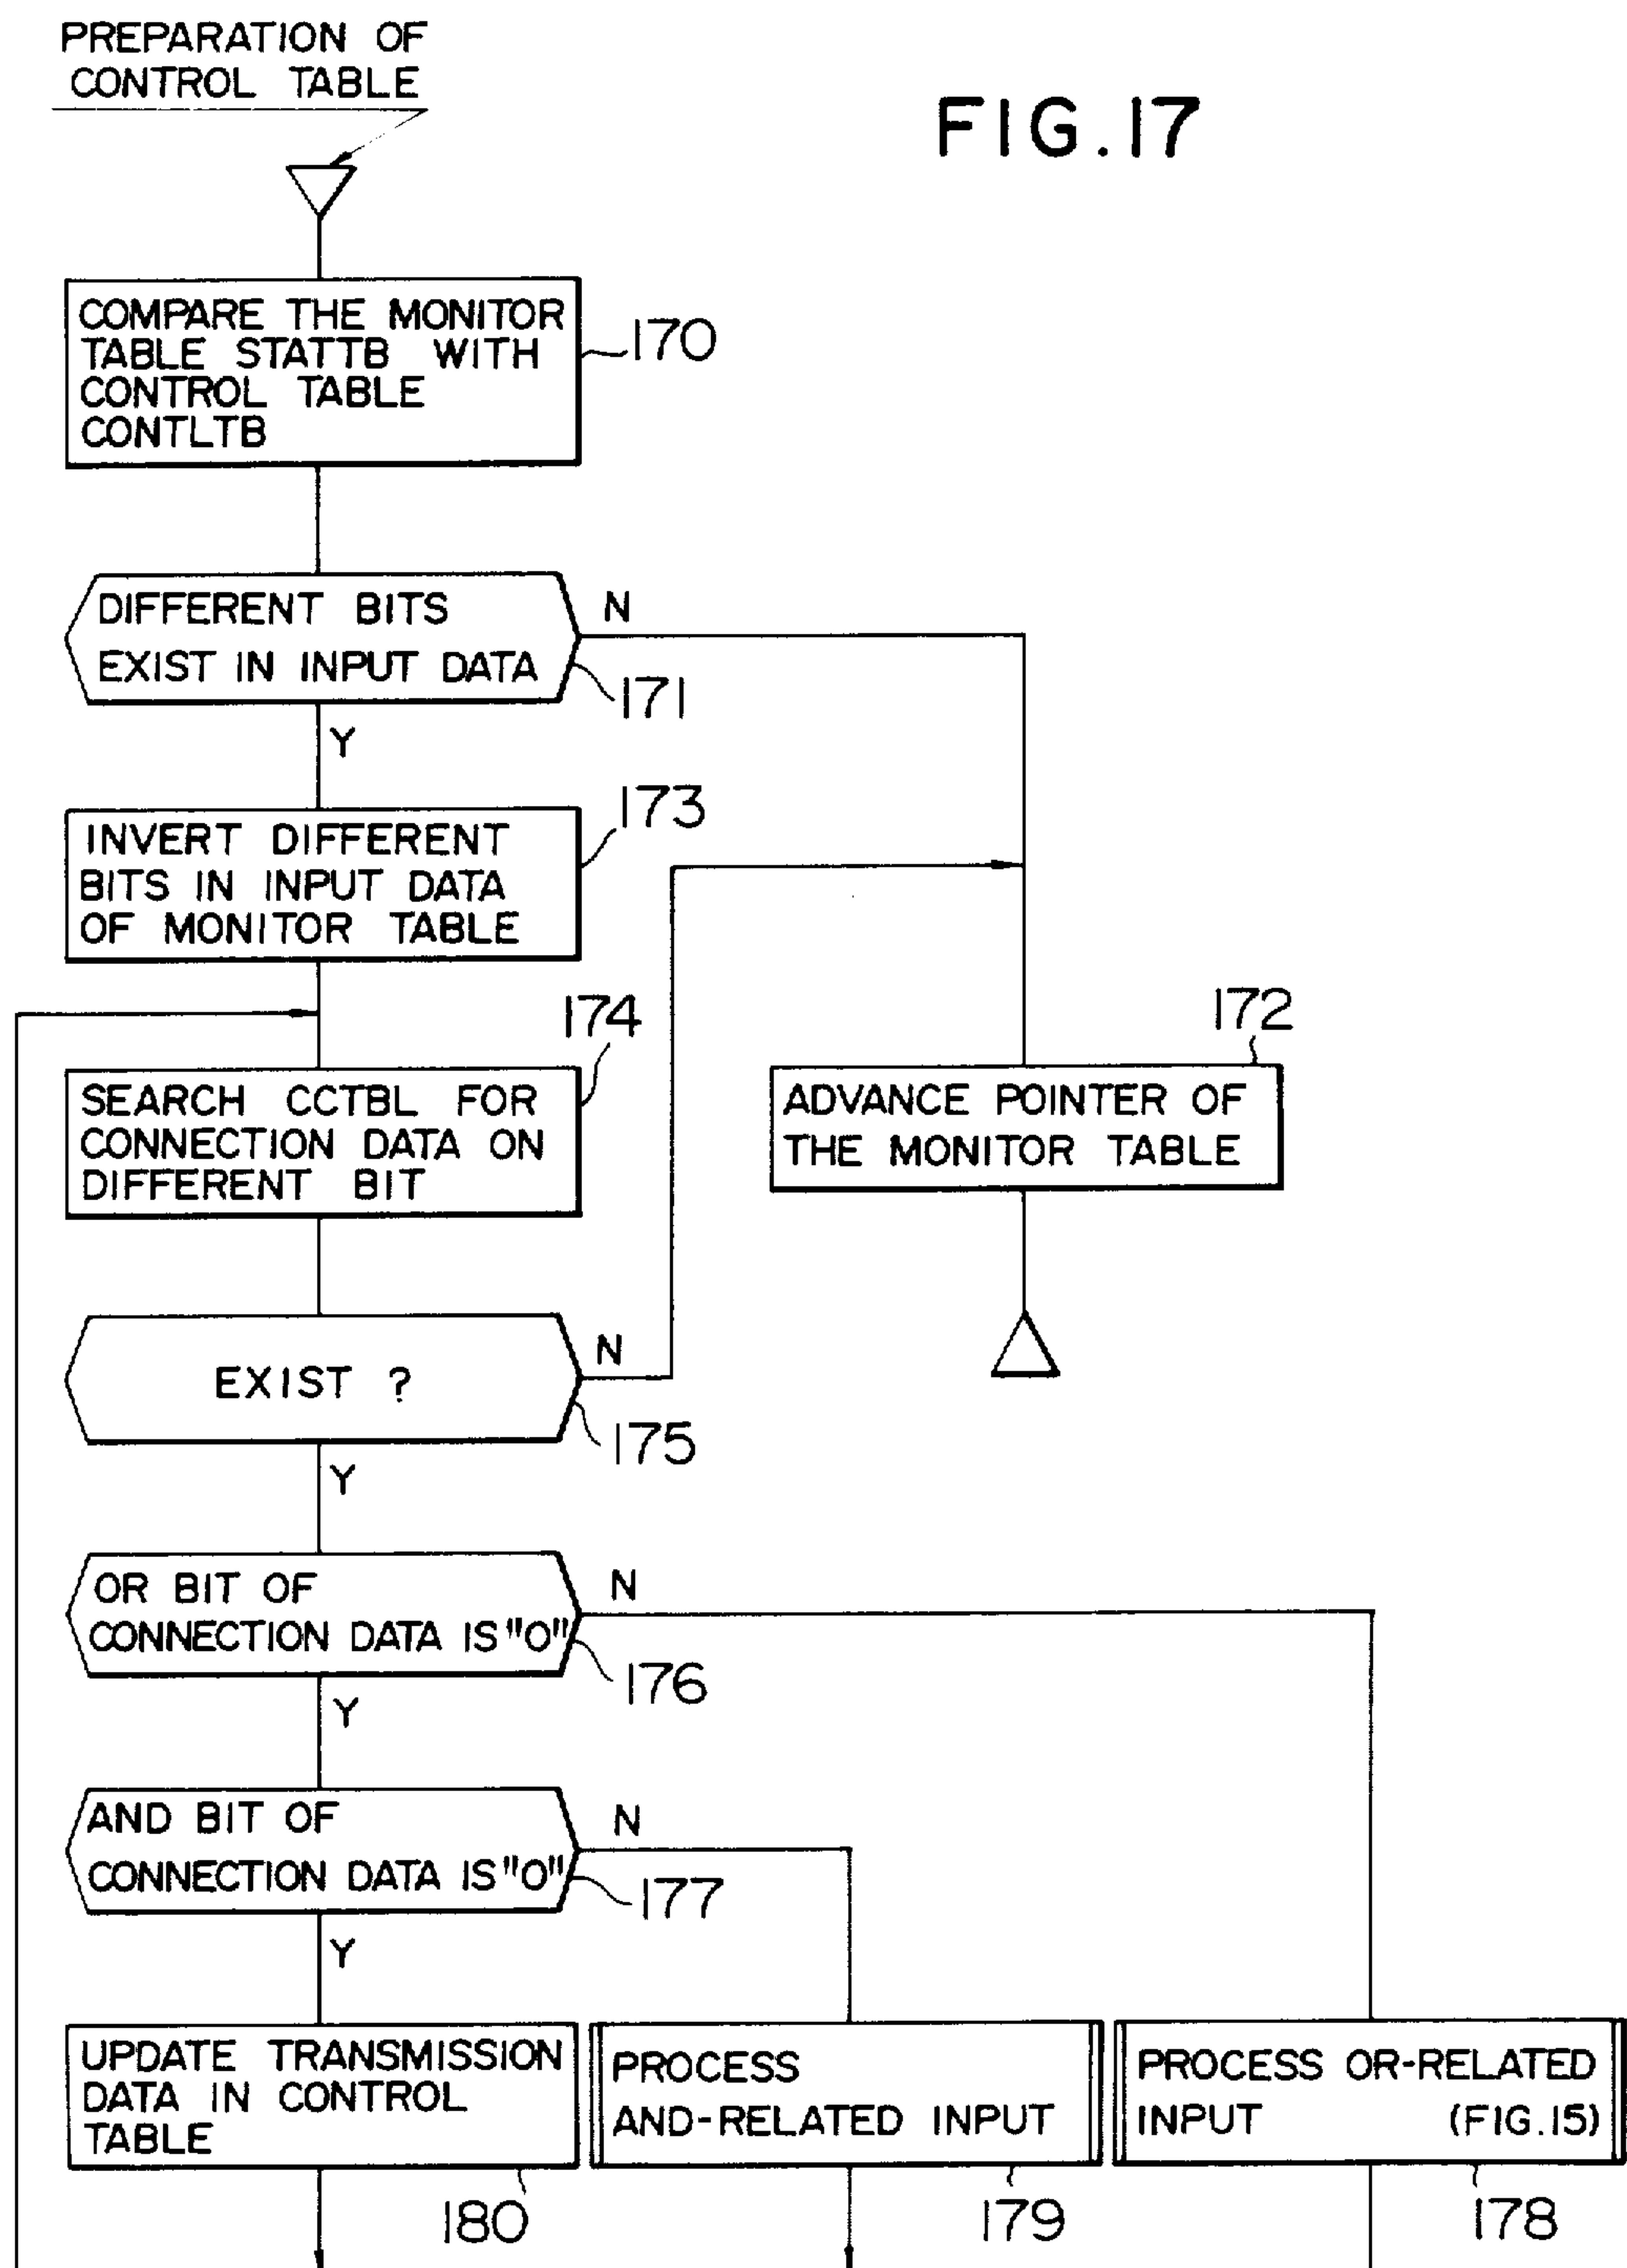 PREPARATION OF
CONTROL TABLE
FIG.17
COMPARE THE MONITOR
TABLE STATTB WITH
CONTROL TABLE
CONTLTB
170
DIFFERENT BITS
EXIST IN INPUT DATA
N
171
Y
INVERT DIFFERENT
BITS IN INPUT DATA
OF MONITOR TABLE
173
174
SEARCH CCTBL FOR
CONNECTION DATA ON
DIFFERENT BIT
172
ADVANCE POINTER OF
THE MONITOR TABLE
EXIST ?
N
175
Y
OR BIT OF
CONNECTION DATA IS "0"
N
176
Y
AND BIT OF
CONNECTION DATA IS "0"
N
177
Y
UPDATE TRANSMISSION
DATA IN CONTROL
TABLE
180
PROCESS
AND-RELATED INPUT
179
PROCESS OR-RELATED
INPUT (FIG.15)
178